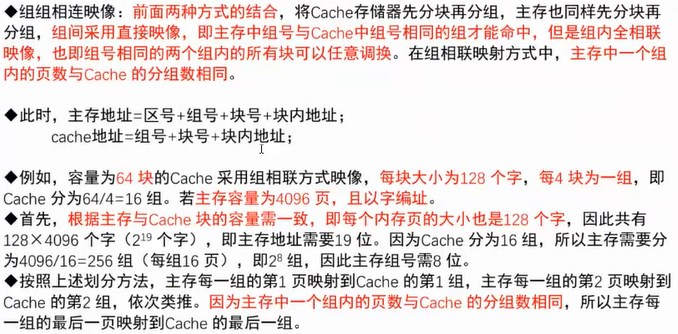 ◆组组相连映像：前面两种方式的结合，将Cache存储器先分块再分组，主存也同样先分块再
分组，组间采用直接映像，即主存中组号与Cache中组号相同的组才能命中，但是组内全相联
映像，也即组号相同的两个组内的所有块可以任意调换。在组相联映射方式中，主存中一个组
内的页数与Cache 的分组数相同。
◆此时，主存地址=区号+组号+块号+块内地址；
cache地址=组号+块号+块内地址；
◆例如，容量为64 块的Cache 采用组相联方式映像，每块大小为128 个字，每4 块为一组，即
Cache 分为64/4=16 组。若主存容量为4096 页，且以字编址。
◆首先，根据主存与Cache 块的容量需一致，即每个内存页的大小也是128 个字，因此共有
128×4096 个字（2¹⁹ 个字），即主存地址需要19 位。因为Cache 分为16 组，所以主存需要分
为4096/16=256 组（每组16 页），即2⁸ 组，因此主存组号需8 位。
◆按照上述划分方法，主存每一组的第1 页映射到Cache 的第1 组，主存每一组的第2 页映射到
Cache 的第2 组，依次类推。因为主存中一个组内的页数与Cache 的分组数相同，所以主存每
一组的最后一页映射到Cache 的最后一组。